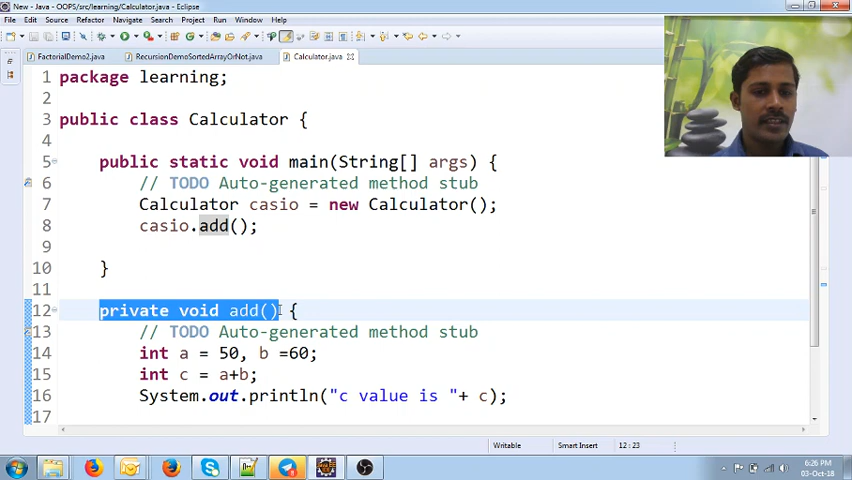 New - Java - OOPS/src/learning/Calculator.java - Eclipse
File Edit Source Refactor Navigate Search Project Run Window Help
FactorialDemo2.java RecursionDemoSortedArrayOrNot.java Calculator.java
1 package learning;
2
3 public class Calculator {
4
5 public static void main(String[] args) {
6 // TODO Auto-generated method stub
7 Calculator casio = new Calculator();
8 casio.add();
9
10 }
11
12 private void add() {
13 // TODO Auto-generated method stub
14 int a = 50, b =60;
15 int c = a+b;
16 System.out.println("c value is "+ c);
17
Writable Smart Insert 12 : 23
6:26 PM
03-Oct-18